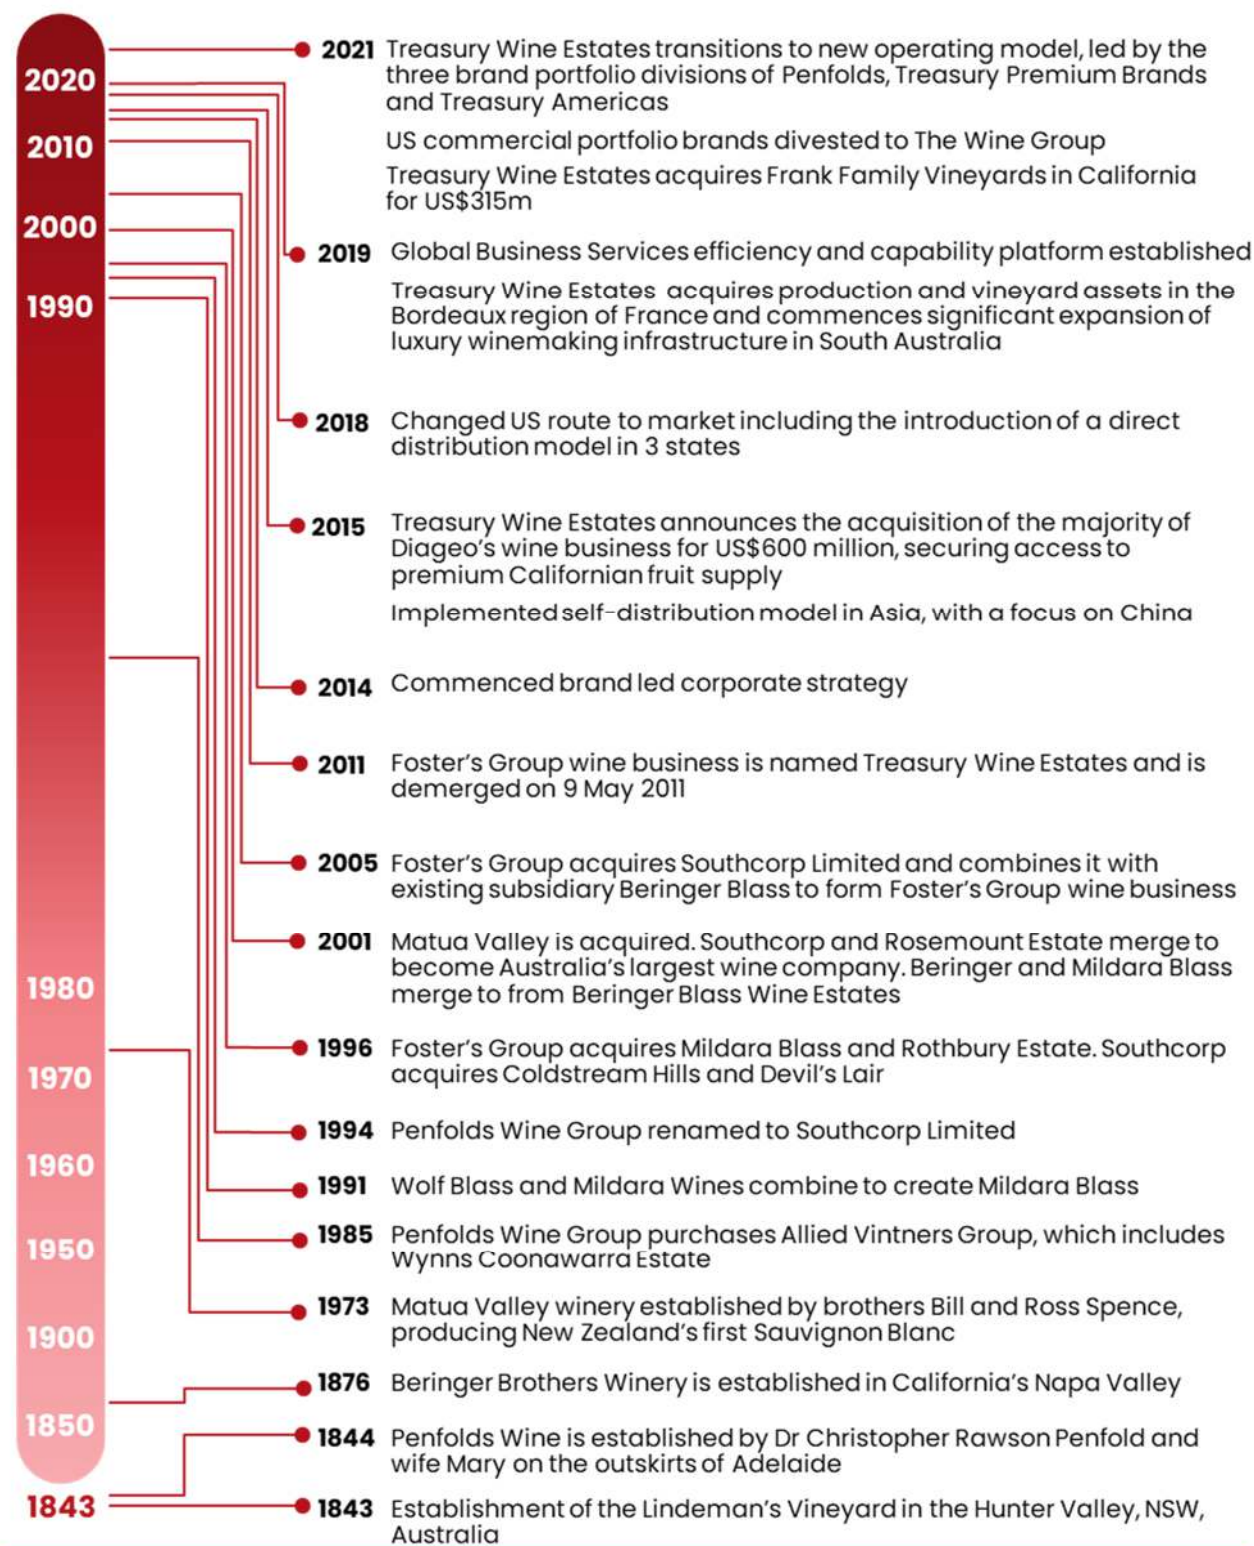 2020
2010
2000
1990
1980
1970
1960
1950
1900
1850
1843
2021 Treasury Wine Estates transitions to new operating model, led by the
three brand portfolio divisions of Penfolds, Treasury Premium Brands
and Treasury Americas
US commercial portfolio brands divested to The Wine Group
Treasury Wine Estates acquires Frank Family Vineyards in California
for US$315m
2019 Global Business Services efficiency and capability platform established
Treasury Wine Estates acquires production and vineyard assets in the
Bordeaux region of France and commences significant expansion of
luxury winemaking infrastructure in South Australia
2018 Changed US route to market including the introduction of a direct
distribution model in 3 states
2015 Treasury Wine Estates announces the acquisition of the majority of
Diageo's wine business for US$600 million, securing access to
premium Californian fruit supply
Implemented self-distribution model in Asia, with a focus on China
2014 Commenced brand led corporate strategy
2011 Foster's Group wine business is named Treasury Wine Estates and is
demerged on 9 May 2011
2005 Foster's Group acquires Southcorp Limited and combines it with
existing subsidiary Beringer Blass to form Foster's Group wine business
2001 Matua Valley is acquired. Southcorp and Rosemount Estate merge to
become Australia's largest wine company. Beringer and Mildara Blass
merge to from Beringer Blass Wine Estates
1996 Foster's Group acquires Mildara Blass and Rothbury Estate. Southcorp
acquires Coldstream Hills and Devil's Lair
1994 Penfolds Wine Group renamed to Southcorp Limited
1991 Wolf Blass and Mildara Wines combine to create Mildara Blass
1985 Penfolds Wine Group purchases Allied Vintners Group, which includes
Wynns Coonawarra Estate
1973 Matua Valley winery established by brothers Bill and Ross Spence,
producing New Zealand's first Sauvignon Blanc
1876 Beringer Brothers Winery is established in California's Napa Valley
1844 Penfolds Wine is established by Dr Christopher Rawson Penfold and
wife Mary on the outskirts of Adelaide
1843 Establishment of the Lindeman's Vineyard in the Hunter Valley, NSW,
Australia